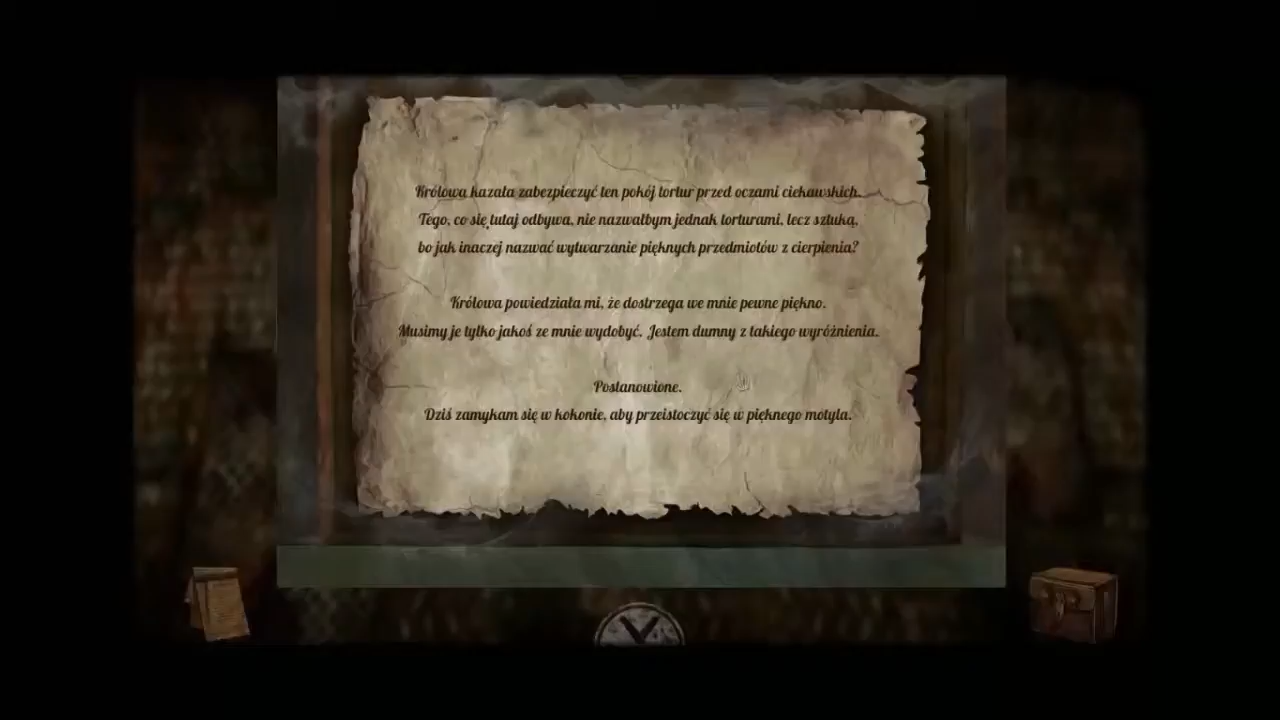 Królowa kazała zabezpieczyć ten pokój tortur przed oczami ciekawskich.
Tego, co się tutaj odbywa, nie nazwałbym jednak torturami, lecz sztuką,
bo jak inaczej nazwać wytwarzanie pięknych przedmiotów z cierpienia?
Królowa powiedziała mi, że dostrzega we mnie pewne piękno.
Musimy je tylko jakoś ze mnie wydobyć. Jestem dumny z takiego wyróżnienia.
Postanowione.
Dziś zamykam się w kokonie, aby przeistoczyć się w pięknego motyla.